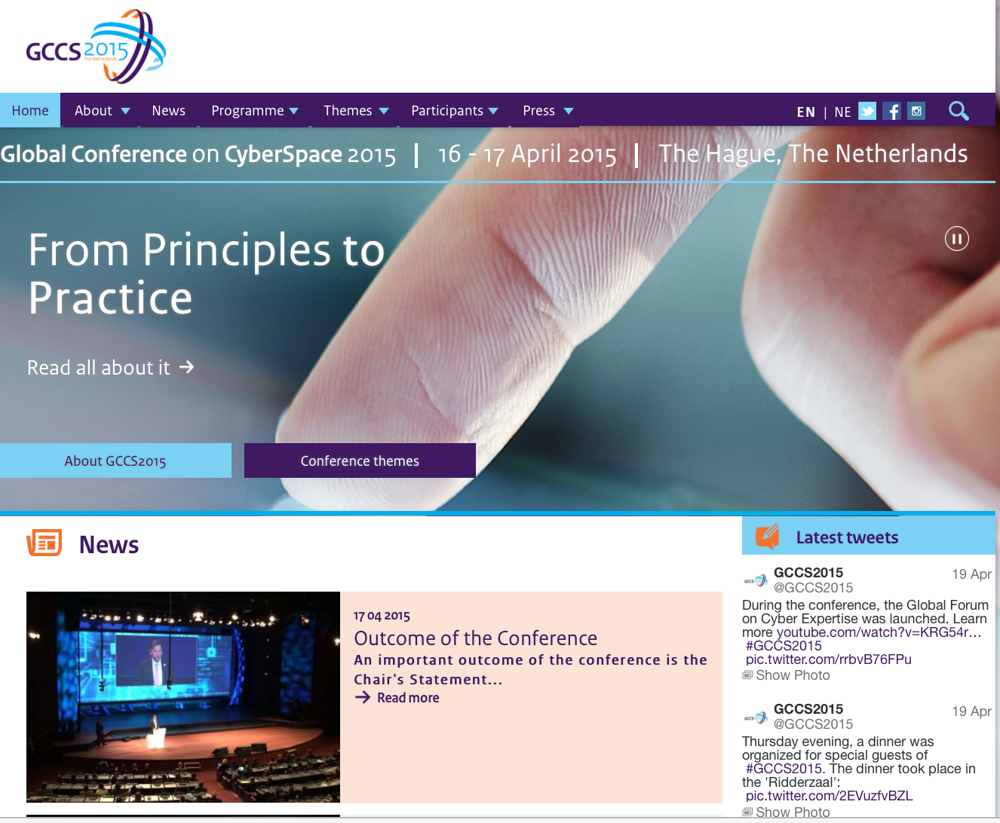 GCCS 2015
The Netherlands
Home About News Programme Themes Participants Press EN | NE
Global Conference on CyberSpace 2015 | 16 - 17 April 2015 | The Hague, The Netherlands
From Principles to
Practice
Read all about it
About GCCS2015 Conference themes
News
17 04 2015
Outcome of the Conference
An important outcome of the conference is the
Chair's Statement...
Read more
Latest tweets
GCCS2015 19 Apr
@GCCS2015
During the conference, the Global Forum
on Cyber Expertise was launched. Learn
more youtube.com/watch?v=KRG54r…
#GCCS2015
pic.twitter.com/rrbvB76FPu
Show Photo
GCCS2015 19 Apr
@GCCS2015
Thursday evening, a dinner was
organized for special guests of
#GCCS2015. The dinner took place in
the 'Ridderzaal':
pic.twitter.com/2EVuzfvBZL
Show Photo